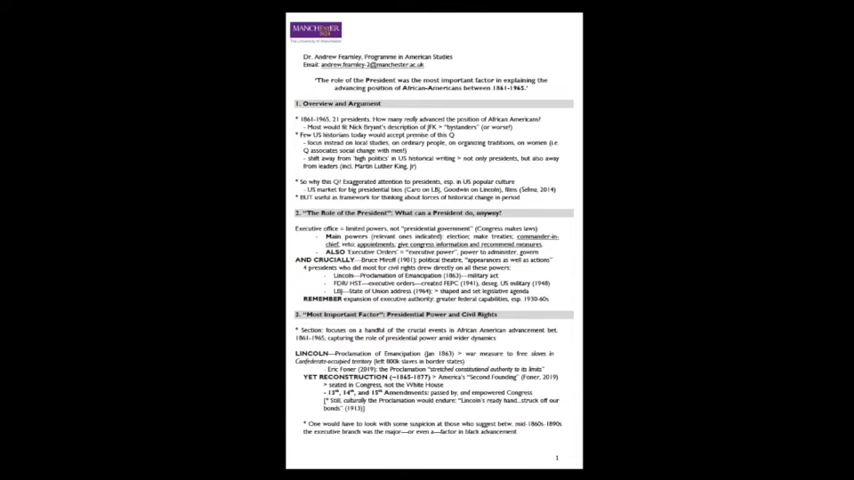 MANCHESTER
1824
The University of Manchester
Dr. Andrew Fearnley, Programme in American Studies
Email: andrew.fearnley-2@manchester.ac.uk
'The role of the President was the most important factor in explaining the
advancing position of African-Americans between 1861-1965.'
1. Overview and Argument
* 1861-1965, 21 presidents. How many really advanced the position of African Americans?
- Most would fit Nick Bryant's description of JFK > "bystanders" (or worse!)
* Few US historians today would accept premise of this Q
- focus instead on local studies, on ordinary people, on organizing traditions, on women (i.e.
Q associates social change with men!)
- shift away from 'high politics' in US historical writing > not only presidents, but also away
from leaders (incl. Martin Luther King, Jr)
* So why this Q? Exaggerated attention to presidents, esp. in US popular culture
- US market for big presidential bios (Caro on LBJ, Goodwin on Lincoln), films (Selma, 2014)
* BUT useful as framework for thinking about forces of historical change in period
2. "The Role of the President": What can a President do, anyway?
Executive office = limited powers, not "presidential government" (Congress makes laws)
- Main powers (relevant ones indicated): election; make treaties; commander-in-
chief; veto; appointments, give congress information and recommend measures.
- ALSO 'Executive Orders' = "executive power", power to administer, govern
AND CRUCIALLY—Bruce Miroff (1981); political theatre, "appearances as well as actions"
4 presidents who did most for civil rights drew directly on all these powers:
- Lincoln—Proclamation of Emancipation (1863)—military act
- FDR/ HST—executive orders—created FEPC (1941), deseg. US military (1948)
- LBJ—State of Union address (1964): > shaped and set legislative agenda
REMEMBER expansion of executive authority: greater federal capabilities, esp. 1930-60s
3. "Most Important Factor": Presidential Power and Civil Rights
* Section: focuses on a handful of the crucial events in African American advancement bet.
1861-1965, capturing the role of presidential power amid wider dynamics
LINCOLN—Proclamation of Emancipation (Jan 1863) > war measure to free slaves in
Confederate-occupied territory (left 800k slaves in border states)
- Eric Foner (2019): the Proclamation "stretched constitutional authority to its limits"
YET RECONSTRUCTION (~1865-1877) > America's "Second Founding" (Foner, 2019)
> seated in Congress, not the White House
- 13th, 14th, and 15th Amendments: passed by, and empowered Congress
[* Still, culturally the Proclamation would endure: "Lincoln's ready hand...struck off our
bonds" (1913)]
* One would have to look with some suspicion at those who suggest betw. mid-1860s-1890s
the executive branch was the major—or even a—factor in black advancement
1